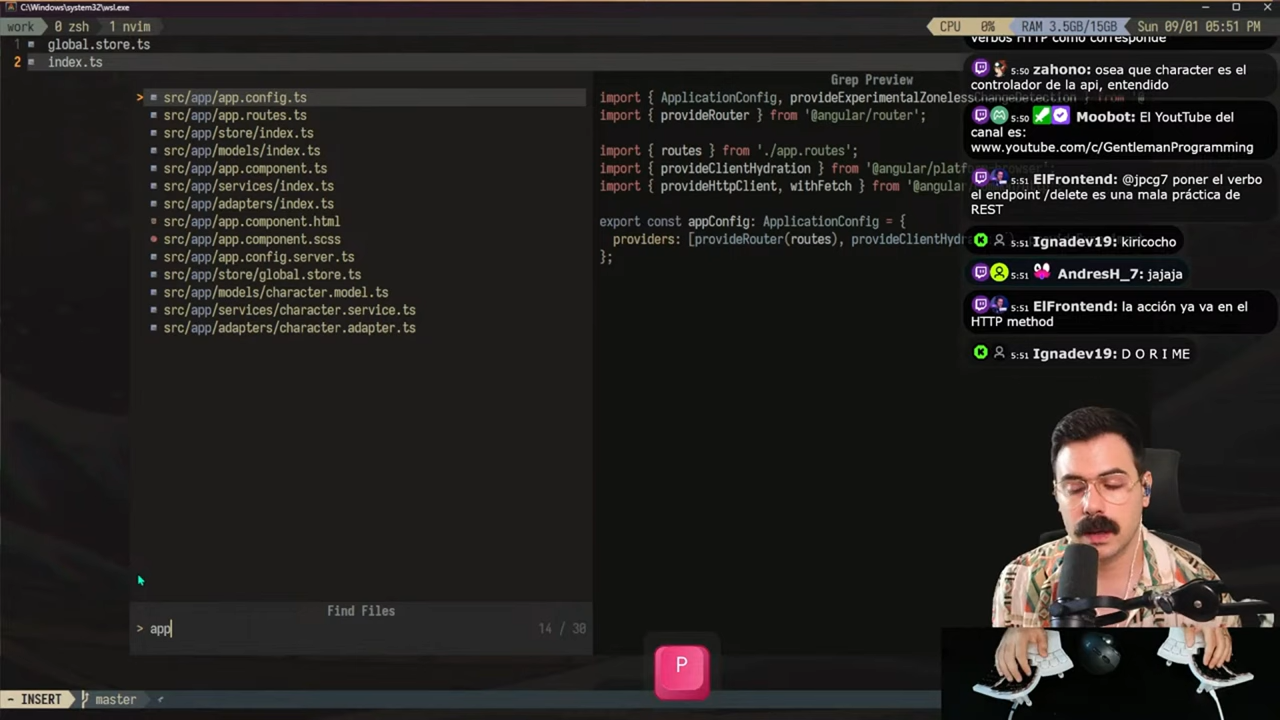 C:\Windows\system32\wsl.exe
work 0 zsh 1 nvim
CPU 0% RAM 3.5GB/15GB Sun 09/01 05:51 PM
1 global.store.ts
2 index.ts
> src/app/app.config.ts
src/app/app.routes.ts
src/app/store/index.ts
src/app/models/index.ts
src/app/app.component.ts
src/app/services/index.ts
src/app/adapters/index.ts
src/app/app.component.html
src/app/app.component.scss
src/app/app.config.server.ts
src/app/store/global.store.ts
src/app/models/character.model.ts
src/app/services/character.service.ts
src/app/adapters/character.adapter.ts
Find Files
> app
14 / 30
Grep Preview
import { ApplicationConfig, provideExperimentalZonelessChangeDetection } from '@
import { provideRouter } from '@angular/router';
import { routes } from './app.routes';
import { provideClientHydration } from '@angular/platform-browser';
import { provideHttpClient, withFetch } from '@angular
export const appConfig: ApplicationConfig = {
providers: [provideRouter(routes), provideClientHydra
};
verbos HTTP como corresponde
5:50 zahono: osea que character es el
controlador de la api, entendido
5:50 Moobot: El YouTube del
canal es:
www.youtube.com/c/GentlemanProgramming
5:51 ElFrontend: @jpcg7 poner el verbo
el endpoint /delete es una mala práctica de
REST
5:51 Ignadev19: kiricocho
5:51 AndresH_7: jajaja
5:51 ElFrontend: la acción ya va en el
HTTP method
5:51 Ignadev19: D O R I M E
P
- INSERT master